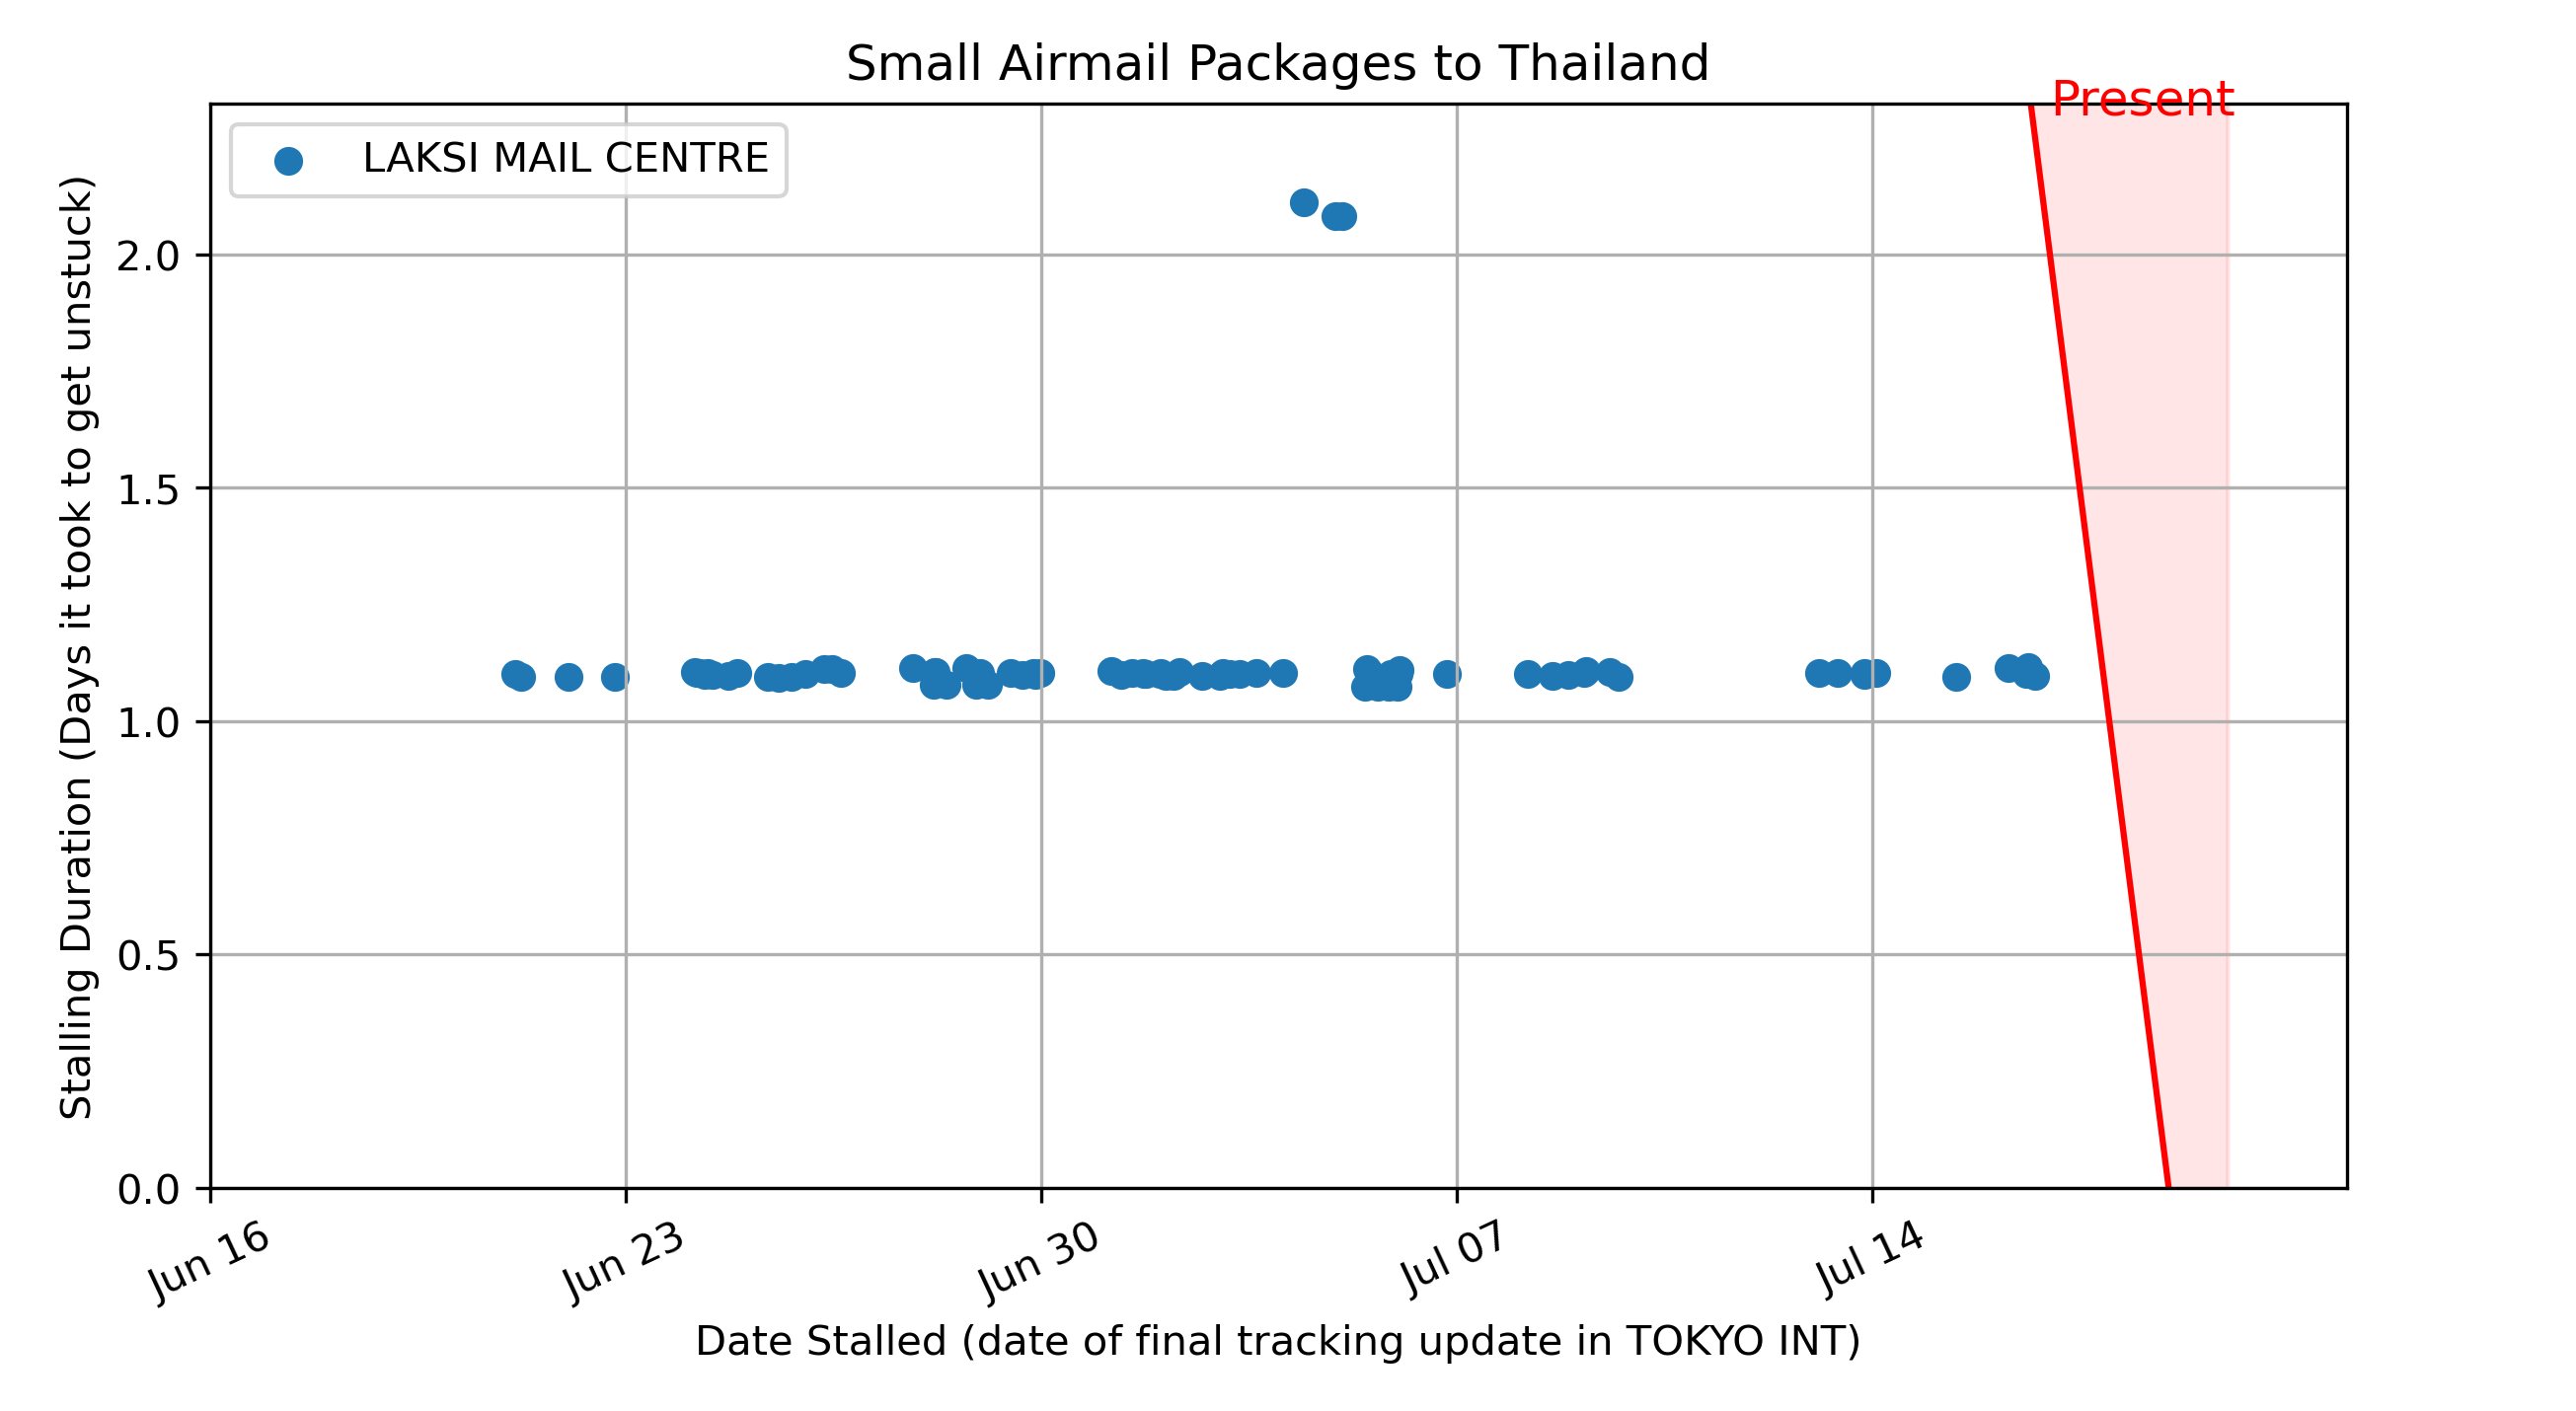 Small Airmail Packages to Thailand
Present
LAKSI MAIL CENTRE
Stalling Duration (Days it took to get unstuck)
2.0
1.5
1.0
0.5
0.0
Jun 16
Jun 23
Jun 30
Jul 07
Jul 14
Date Stalled (date of final tracking update in TOKYO INT)